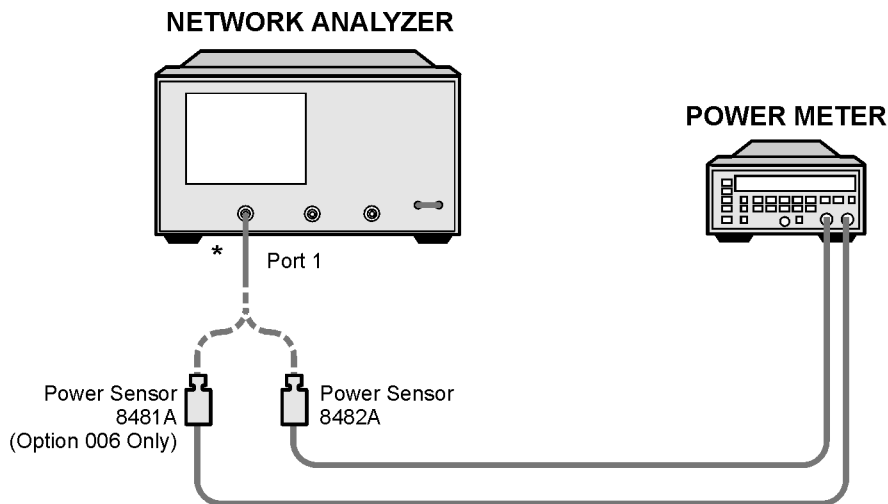 NETWORK ANALYZER
POWER METER
*
Port 1
Power Sensor
8481A
(Option 006 Only)
Power Sensor
8482A